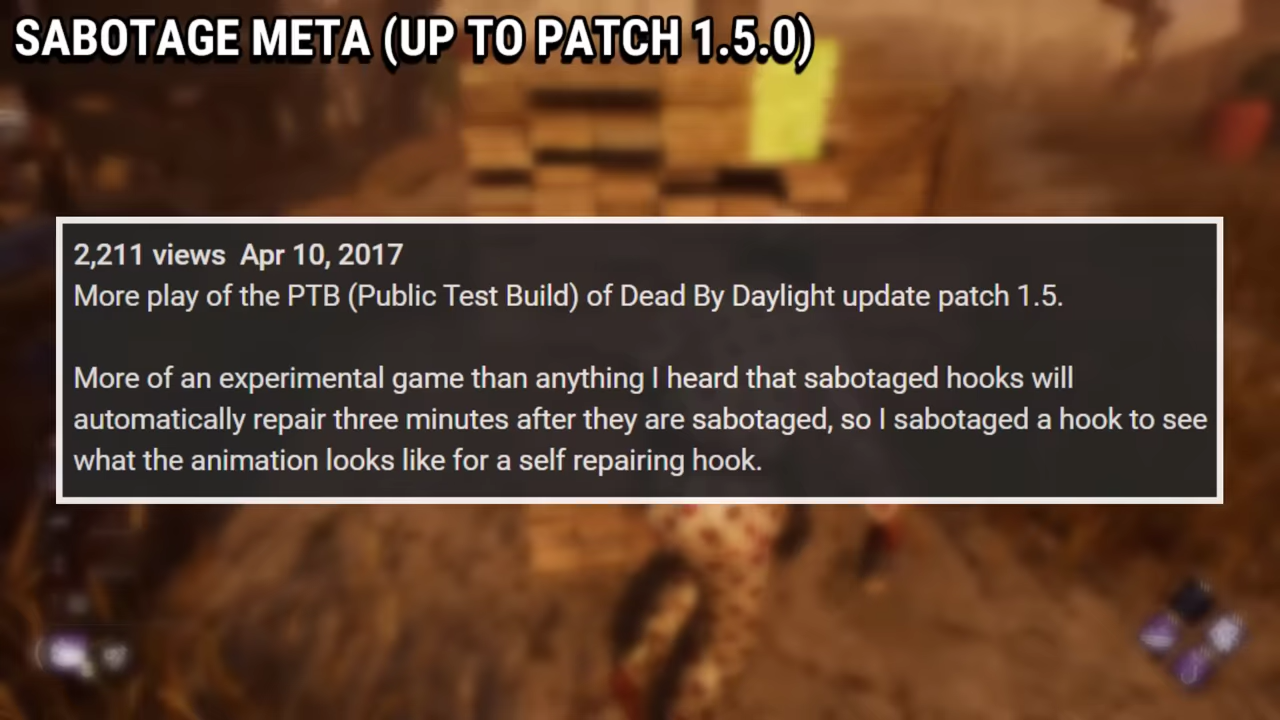 SABOTAGE META (UP TO PATCH 1.5.0)
2,211 views Apr 10, 2017
More play of the PTB (Public Test Build) of Dead By Daylight update patch 1.5.
More of an experimental game than anything I heard that sabotaged hooks will
automatically repair three minutes after they are sabotaged, so I sabotaged a hook to see
what the animation looks like for a self repairing hook.